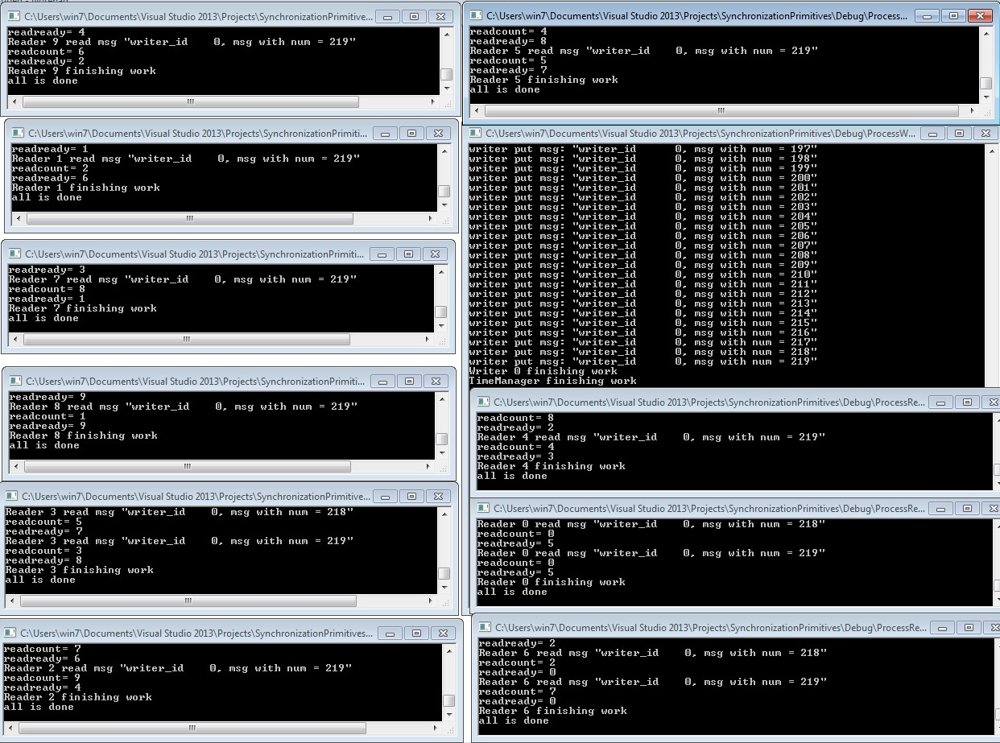 C:\Users\win7\Documents\Visual Studio 2013\Projects\SynchronizationPrimitive...
readready= 4
Reader 9 read msg "writer_id    0, msg with num = 219"
readcount= 6
readready= 2
Reader 9 finishing work
all is done
C:\Users\win7\Documents\Visual Studio 2013\Projects\SynchronizationPrimiti...
readready= 1
Reader 1 read msg "writer_id    0, msg with num = 219"
readcount= 2
readready= 6
Reader 1 finishing work
all is done
C:\Users\win7\Documents\Visual Studio 2013\Projects\SynchronizationPrimiti...
readready= 3
Reader 7 read msg "writer_id    0, msg with num = 219"
readcount= 8
readready= 1
Reader 7 finishing work
all is done
C:\Users\win7\Documents\Visual Studio 2013\Projects\SynchronizationPrimiti...
readready= 9
Reader 8 read msg "writer_id    0, msg with num = 219"
readcount= 1
readready= 9
Reader 8 finishing work
all is done
C:\Users\win7\Documents\Visual Studio 2013\Projects\SynchronizationPrimitive...
Reader 3 read msg "writer_id    0, msg with num = 218"
readcount= 5
readready= 7
Reader 3 read msg "writer_id    0, msg with num = 219"
readcount= 3
readready= 8
Reader 3 finishing work
all is done
C:\Users\win7\Documents\Visual Studio 2013\Projects\SynchronizationPrimitives...
readcount= 7
readready= 6
Reader 2 read msg "writer_id    0, msg with num = 219"
readcount= 9
readready= 4
Reader 2 finishing work
all is done
C:\Users\win7\Documents\Visual Studio 2013\Projects\SynchronizationPrimitives\Debug\Process...
readcount= 4
readready= 8
Reader 5 read msg "writer_id    0, msg with num = 219"
readcount= 5
readready= 7
Reader 5 finishing work
all is done
C:\Users\win7\Documents\Visual Studio 2013\Projects\SynchronizationPrimitives\Debug\ProcessW...
writer put msg: "writer_id      0, msg with num = 197"
writer put msg: "writer_id      0, msg with num = 198"
writer put msg: "writer_id      0, msg with num = 199"
writer put msg: "writer_id      0, msg with num = 200"
writer put msg: "writer_id      0, msg with num = 201"
writer put msg: "writer_id      0, msg with num = 202"
writer put msg: "writer_id      0, msg with num = 203"
writer put msg: "writer_id      0, msg with num = 204"
writer put msg: "writer_id      0, msg with num = 205"
writer put msg: "writer_id      0, msg with num = 206"
writer put msg: "writer_id      0, msg with num = 207"
writer put msg: "writer_id      0, msg with num = 208"
writer put msg: "writer_id      0, msg with num = 209"
writer put msg: "writer_id      0, msg with num = 210"
writer put msg: "writer_id      0, msg with num = 211"
writer put msg: "writer_id      0, msg with num = 212"
writer put msg: "writer_id      0, msg with num = 213"
writer put msg: "writer_id      0, msg with num = 214"
writer put msg: "writer_id      0, msg with num = 215"
writer put msg: "writer_id      0, msg with num = 216"
writer put msg: "writer_id      0, msg with num = 217"
writer put msg: "writer_id      0, msg with num = 218"
writer put msg: "writer_id      0, msg with num = 219"
Writer 0 finishing work
TimeManager finishing work
C:\Users\win7\Documents\Visual Studio 2013\Projects\SynchronizationPrimitives\Debug\ProcessRe...
readcount= 8
readready= 2
Reader 4 read msg "writer_id    0, msg with num = 219"
readcount= 4
readready= 3
Reader 4 finishing work
all is done
C:\Users\win7\Documents\Visual Studio 2013\Projects\SynchronizationPrimitives\Debug\ProcessRe...
Reader 0 read msg "writer_id    0, msg with num = 218"
readcount= 0
readready= 5
Reader 0 read msg "writer_id    0, msg with num = 219"
readcount= 0
readready= 5
Reader 0 finishing work
all is done
C:\Users\win7\Documents\Visual Studio 2013\Projects\SynchronizationPrimitives\Debug\ProcessRe...
readready= 2
Reader 6 read msg "writer_id    0, msg with num = 218"
readcount= 2
readready= 0
Reader 6 read msg "writer_id    0, msg with num = 219"
readcount= 7
readready= 0
Reader 6 finishing work
all is done